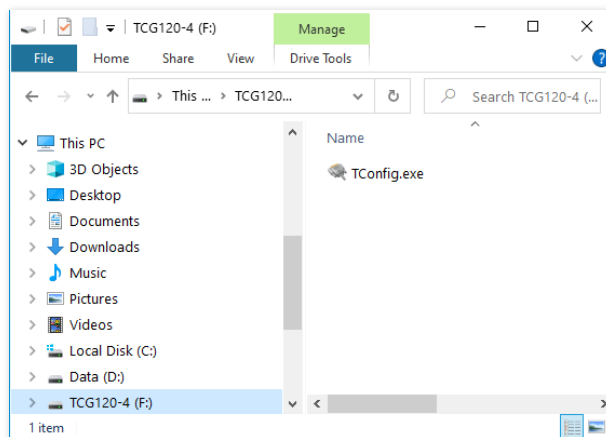 TCG120-4 (F:)
Manage
File
Home
Share
View
Drive Tools
This ...
TCG120...
Search TCG120-4 (...
This PC
3D Objects
Desktop
Documents
Downloads
Music
Pictures
Videos
Local Disk (C:)
Data (D:)
TCG120-4 (F:)
Name
TConfig.exe
1 item